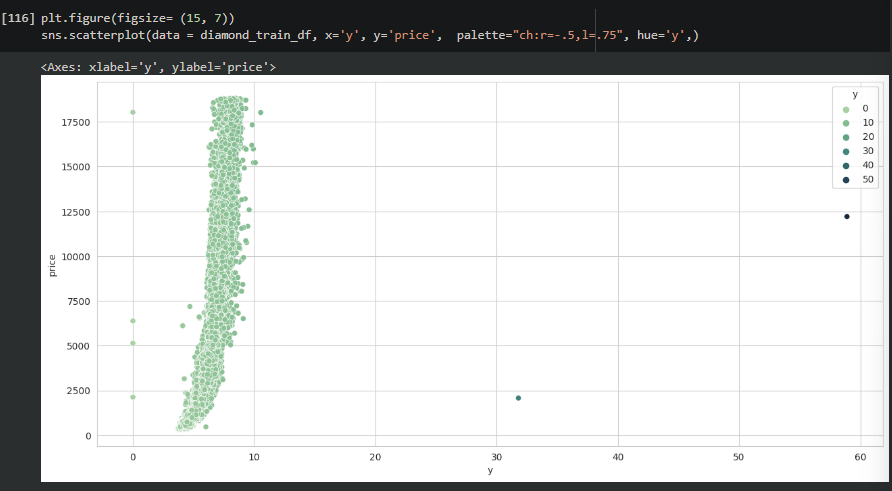 [116] plt.figure(figsize= (15, 7))
sns.scatterplot(data = diamond_train_df, x='y', y='price',  palette="ch:r=-.5,l=.75", hue='y',)
<Axes: xlabel='y', ylabel='price'>
y
0
10
20
30
40
50
17500
15000
12500
10000
7500
5000
2500
0
price
0 10 20 30 40 50 60
y